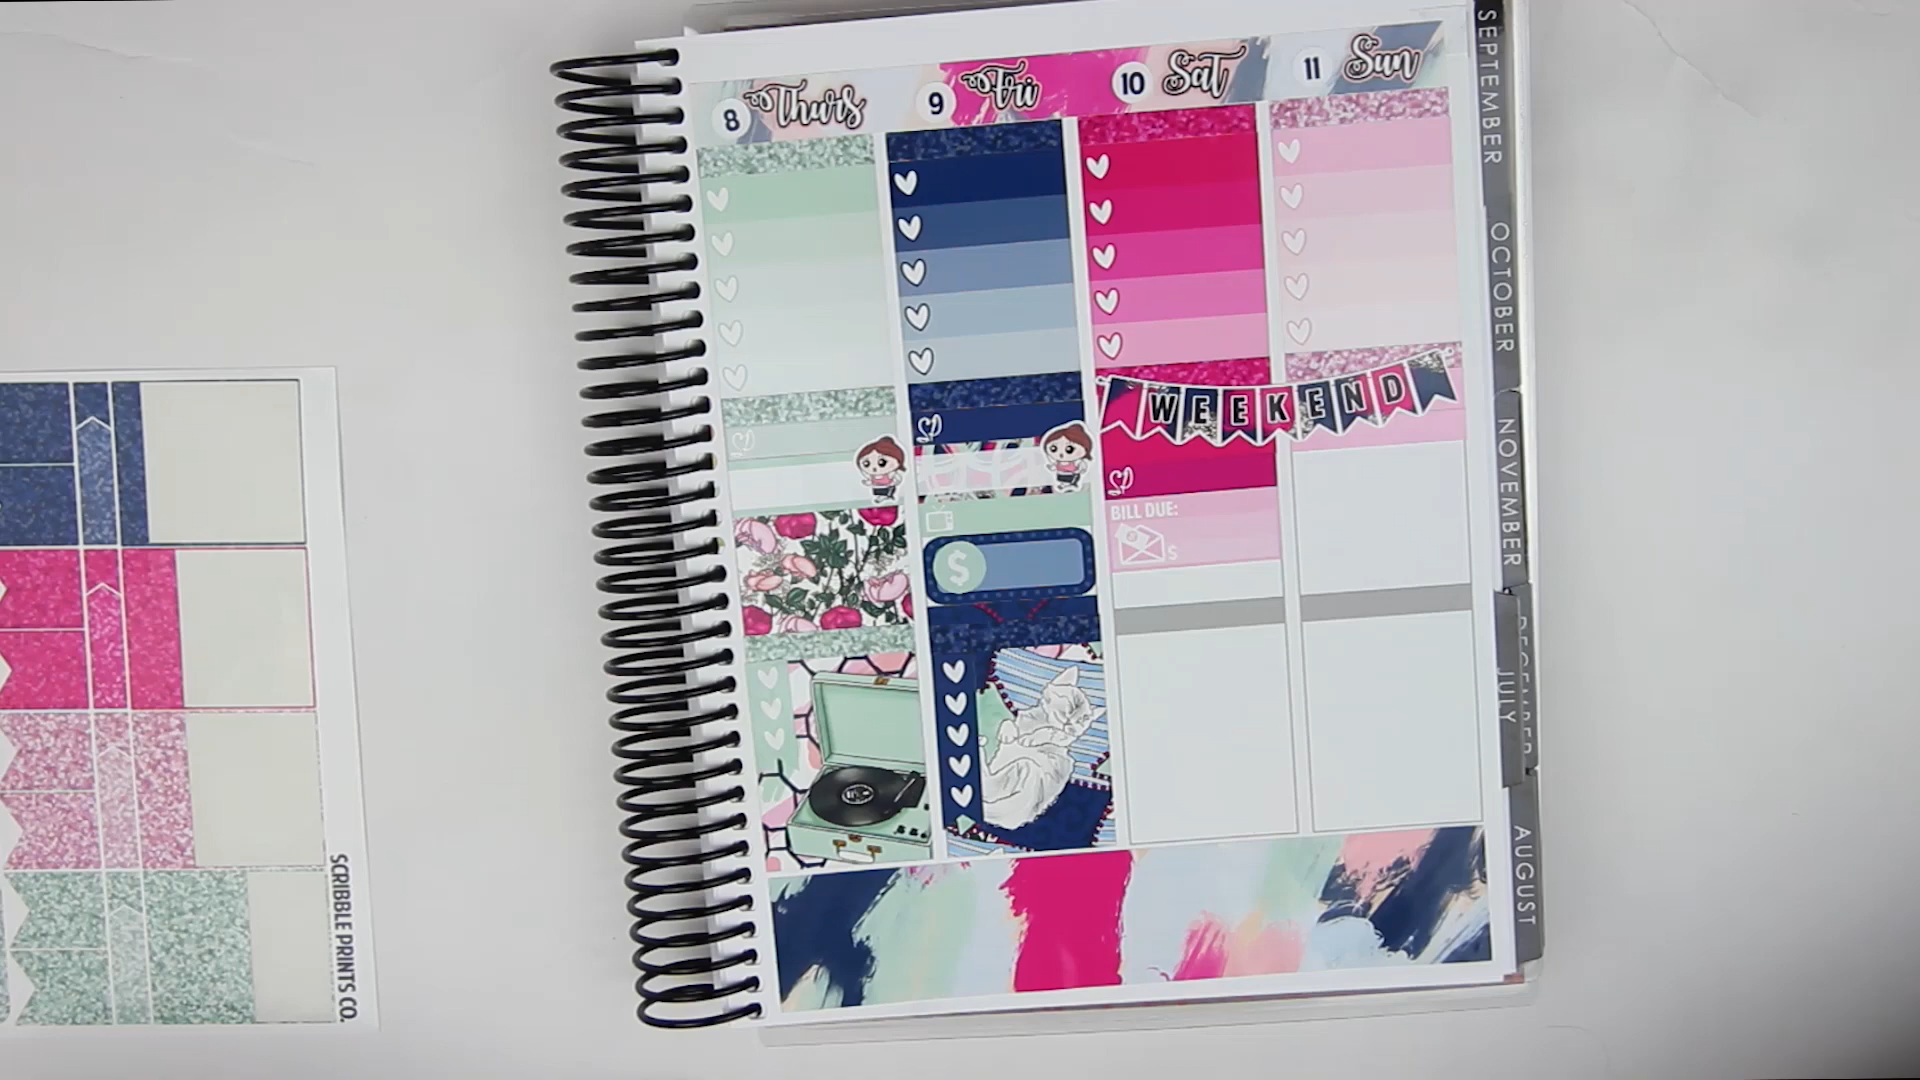 8 Thurs
9 Fri
10 Sat
11 Sun
WEEKEND
BILL DUE:
$
$
SEPTEMBER
OCTOBER
NOVEMBER
DECEMBER
JULY
AUGUST
SCRIBBLE PRINTS CO.